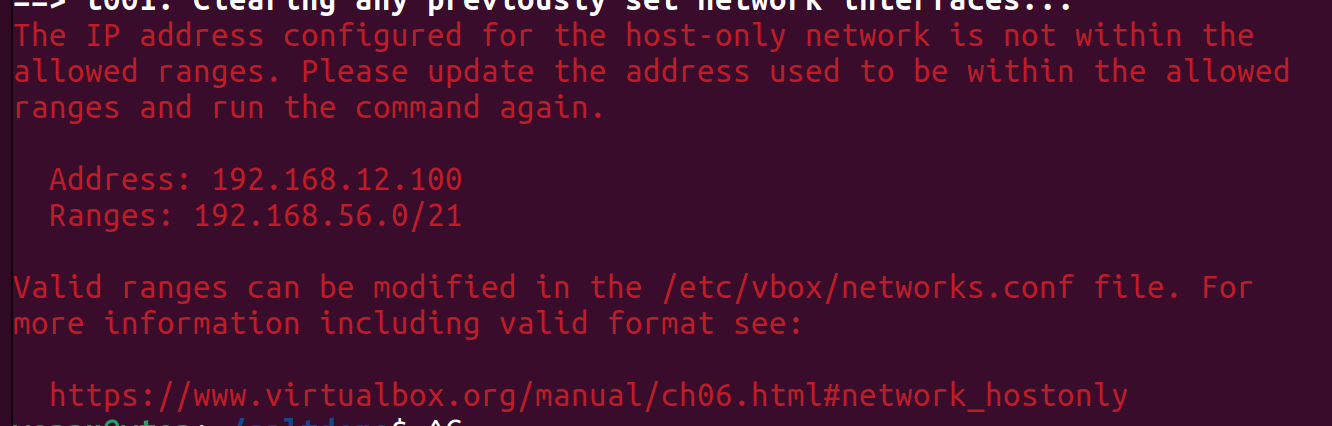 ==> t001: Clearing any previously set network interfaces...
The IP address configured for the host-only network is not within the
allowed ranges. Please update the address used to be within the allowed
ranges and run the command again.
Address: 192.168.12.100
Ranges: 192.168.56.0/21
Valid ranges can be modified in the /etc/vbox/networks.conf file. For
more information including valid format see:
https://www.virtualbox.org/manual/ch06.html#network_hostonly